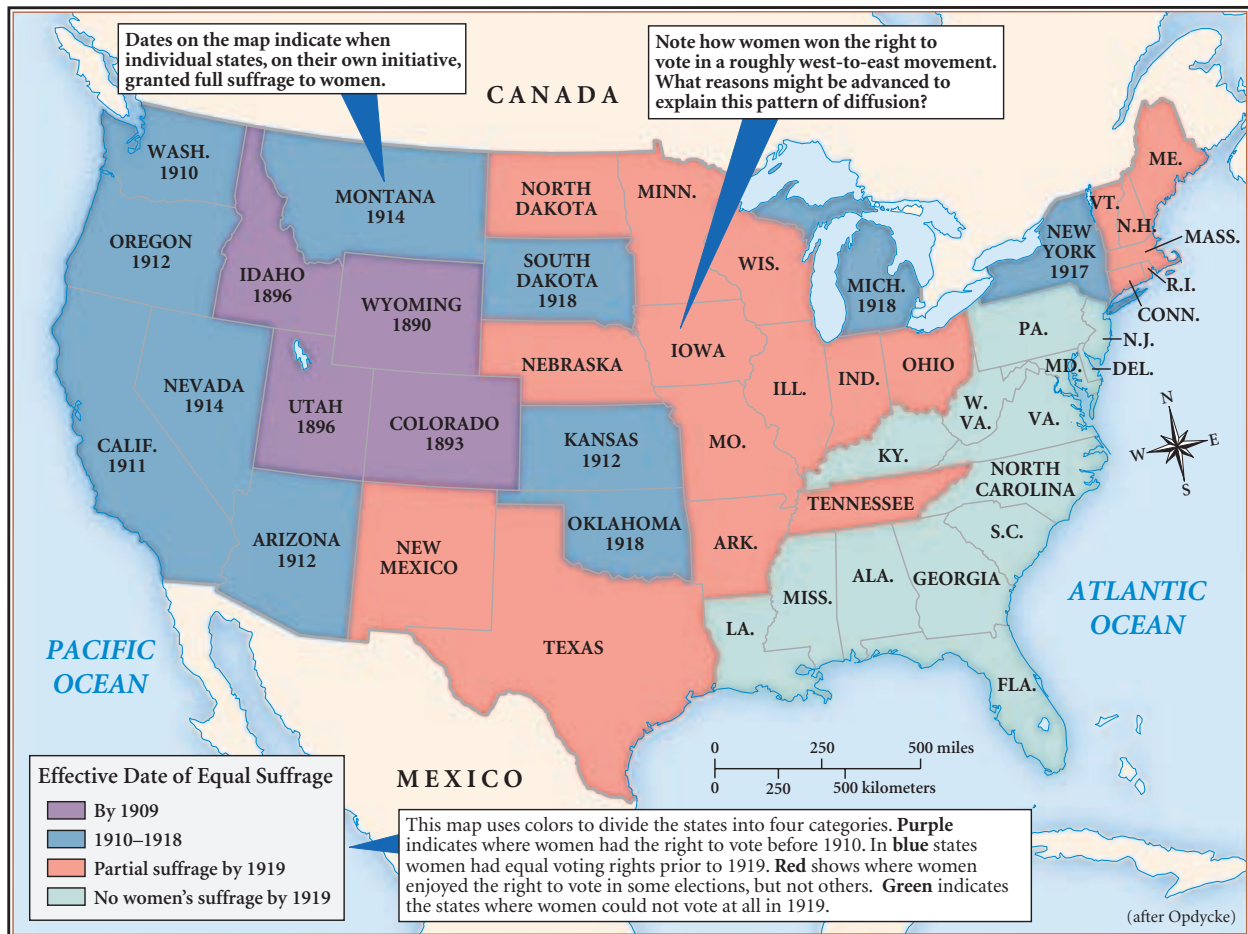 Dates on the map indicate when
individual states, on their own initiative,
granted full suffrage to women.
Note how women won the right to
vote in a roughly west-to-east movement.
What reasons might be advanced to
explain this pattern of diffusion?
CANADA
WASH.
1910
MONTANA
1914
NORTH
DAKOTA
MINN.
ME.
VT.
N.H.
MASS.
OREGON
1912
IDAHO
1896
SOUTH
DAKOTA
1918
WIS.
MICH.
1918
NEW
YORK
1917
R.I.
CONN.
WYOMING
1890
NEBRASKA
IOWA
PA.
N.J.
NEVADA
1914
UTAH
1896
COLORADO
1893
ILL.
IND.
OHIO
MD.
DEL.
CALIF.
1911
KANSAS
1912
MO.
W.
VA.
VA.
KY.
N
W
E
S
ARIZONA
1912
NEW
MEXICO
OKLAHOMA
1918
ARK.
TENNESSEE
NORTH
CAROLINA
S.C.
TEXAS
LA.
MISS.
ALA.
GEORGIA
FLA.
PACIFIC
OCEAN
ATLANTIC
OCEAN
MEXICO
0 250 500 miles
0 250 500 kilometers
Effective Date of Equal Suffrage
By 1909
1910–1918
Partial suffrage by 1919
No women's suffrage by 1919
This map uses colors to divide the states into four categories. Purple
indicates where women had the right to vote before 1910. In blue states
women had equal voting rights prior to 1919. Red shows where women
enjoyed the right to vote in some elections, but not others. Green indicates
the states where women could not vote at all in 1919.
(after Opdycke)